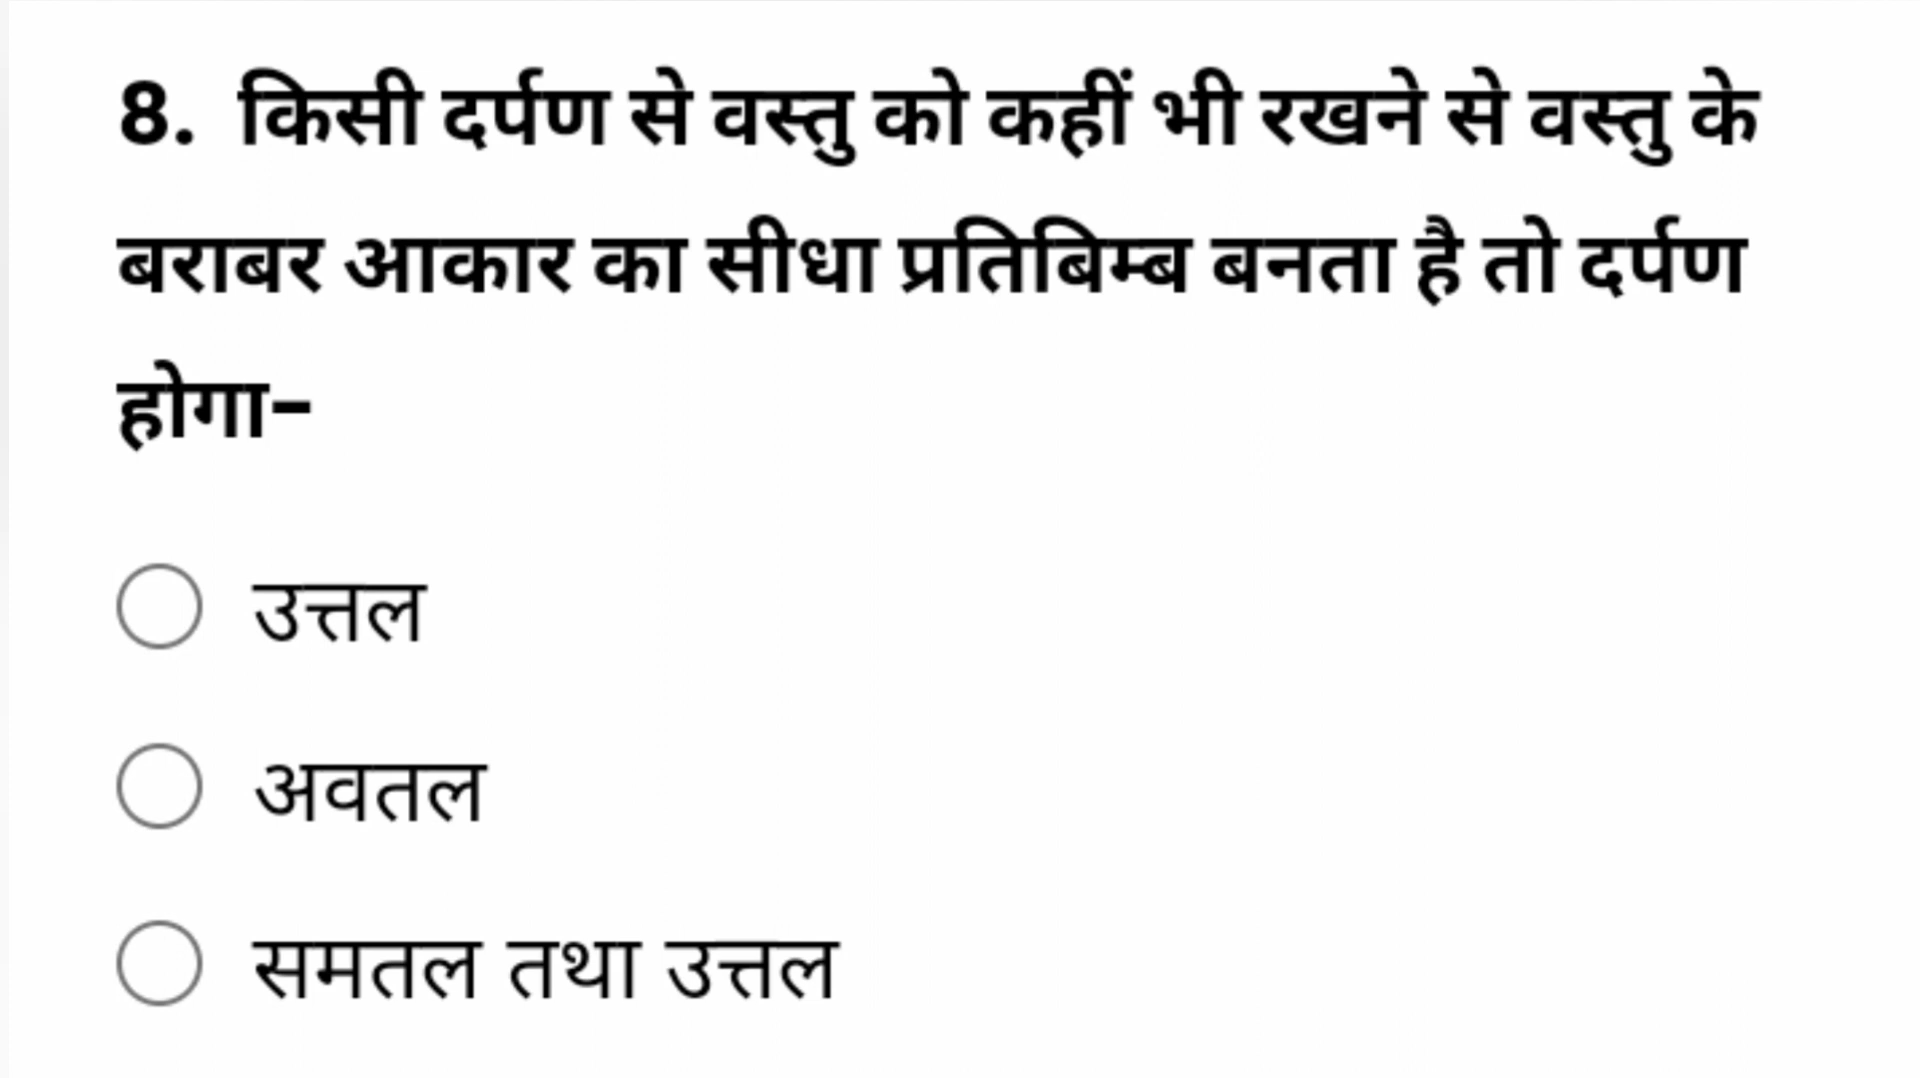 8. किसी दर्पण से वस्तु को कहीं भी रखने से वस्तु के
बराबर आकार का सीधा प्रतिबिम्ब बनता है तो दर्पण
होगा-
उत्तल
अवतल
समतल तथा उत्तल